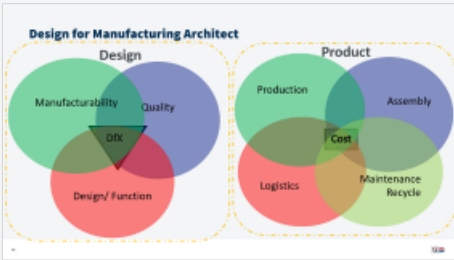 Design for Manufacturing Architect
Design
Manufacturability
Quality
DfX
Design/ Function
Product
Production
Assembly
Cost
Logistics
Maintenance
Recycle